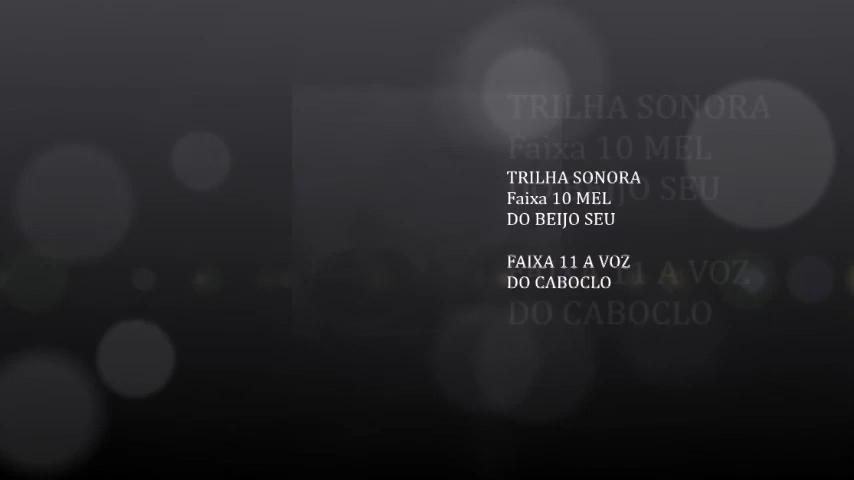 TRILHA SONORA
Faixa 10 MEL
DO BEIJO SEU
FAIXA 11 A VOZ
DO CABOCLO